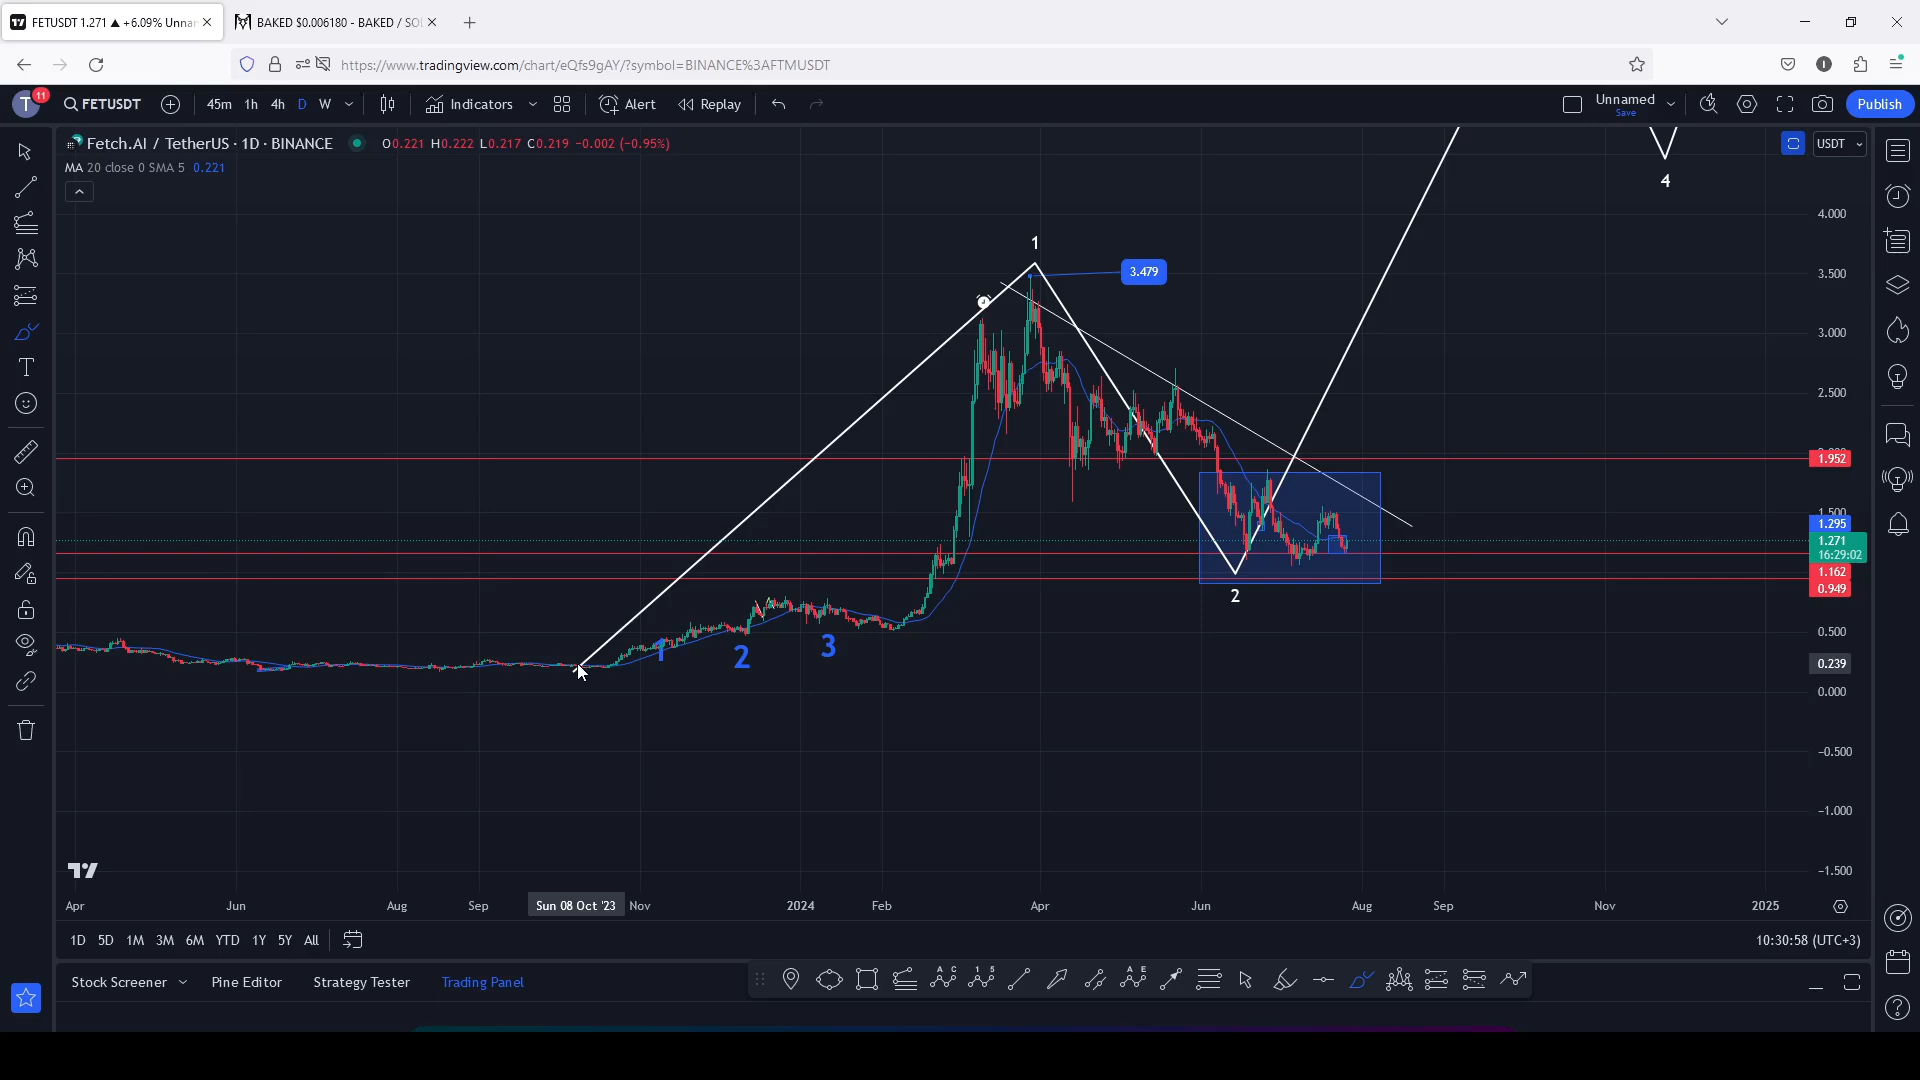 FETUSDT 1.271 ▲ +6.09% Unnar
BAKED $0.006180 - BAKED / SO
https://www.tradingview.com/chart/eQfs9gAY/?symbol=BINANCE%3AFTMUSDT
T 11 FETUSDT 45m 1h 4h D W Indicators Alert Replay Unnamed Save Publish
Fetch.AI / TetherUS · 1D · BINANCE O0.221 H0.222 L0.217 C0.219 -0.002 (-0.95%) USDT
MA 20 close 0 SMA 5 0.221
4
4.000
1
3.479
3.500
3.000
2.500
1.952
1.500
1.295
1.271
16:29:02
1.162
0.949
2
0.500
1 2 3
0.239
0.000
-0.500
-1.000
-1.500
Apr Jun Aug Sep Sun 08 Oct '23 Nov 2024 Feb Apr Jun Aug Sep Nov 2025
1D 5D 1M 3M 6M YTD 1Y 5Y All 10:30:58 (UTC+3)
Stock Screener Pine Editor Strategy Tester Trading Panel